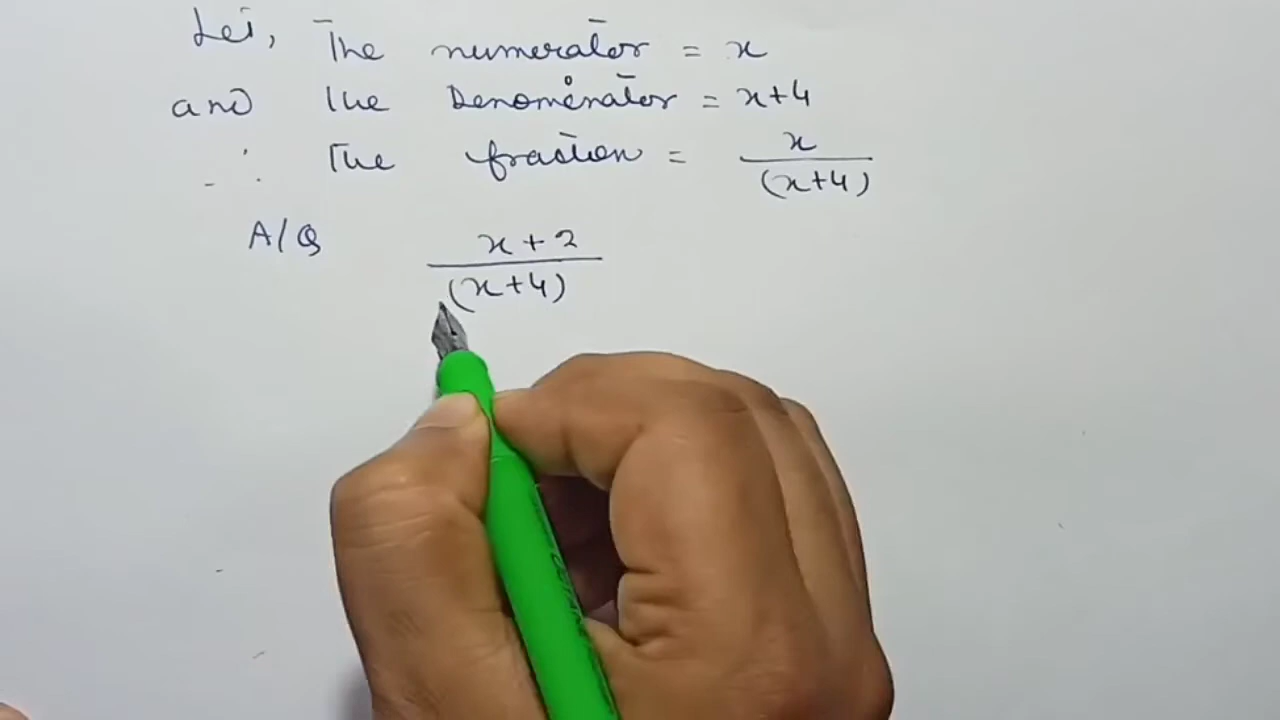 Let, The numerator = x
and the Denominator = x+4
∴ The fraction = x/(x+4)
A/Q x+2/(x+4)